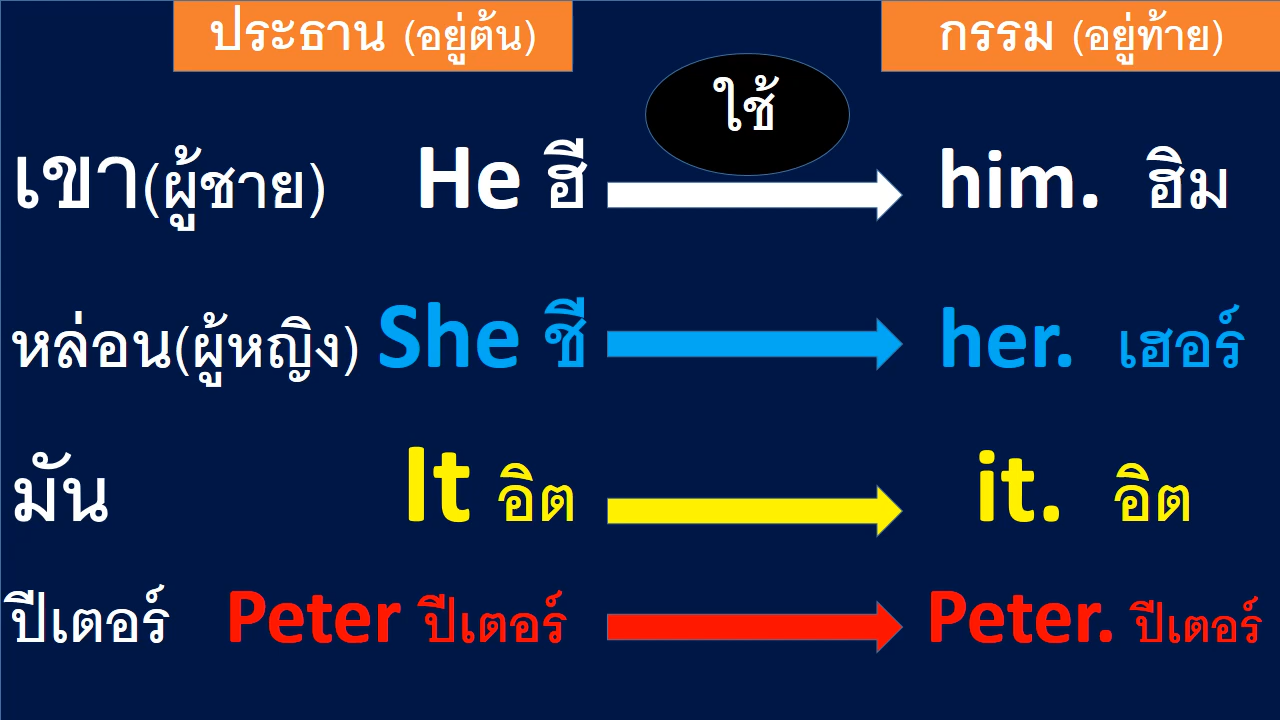 ประธาน (อยู่ต้น) กรรม (อยู่ท้าย)
ใช้
เขา(ผู้ชาย) He ฮี him. ฮิม
หล่อน(ผู้หญิง) She ชี her. เฮอร์
มัน It อิต it. อิต
ปีเตอร์ Peter ปีเตอร์ Peter. ปีเตอร์